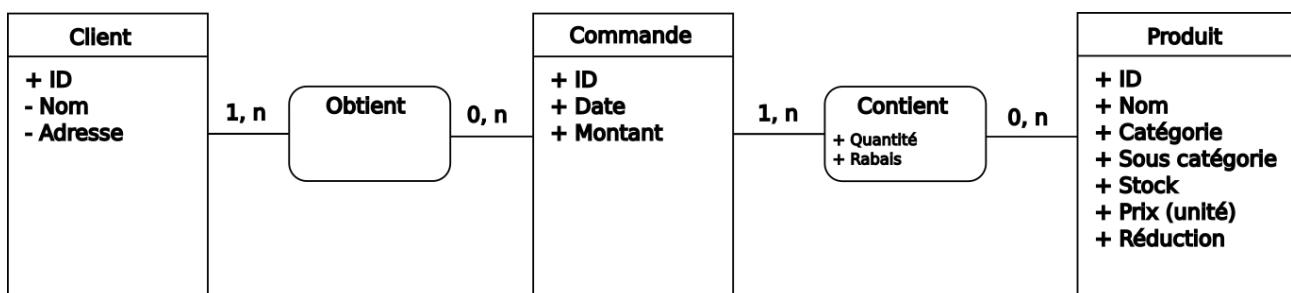 Client
+ ID
- Nom
- Adresse
1, n
Obtient
0, n
Commande
+ ID
+ Date
+ Montant
1, n
Contient
+ Quantité
+ Rabais
0, n
Produit
+ ID
+ Nom
+ Catégorie
+ Sous catégorie
+ Stock
+ Prix (unité)
+ Réduction